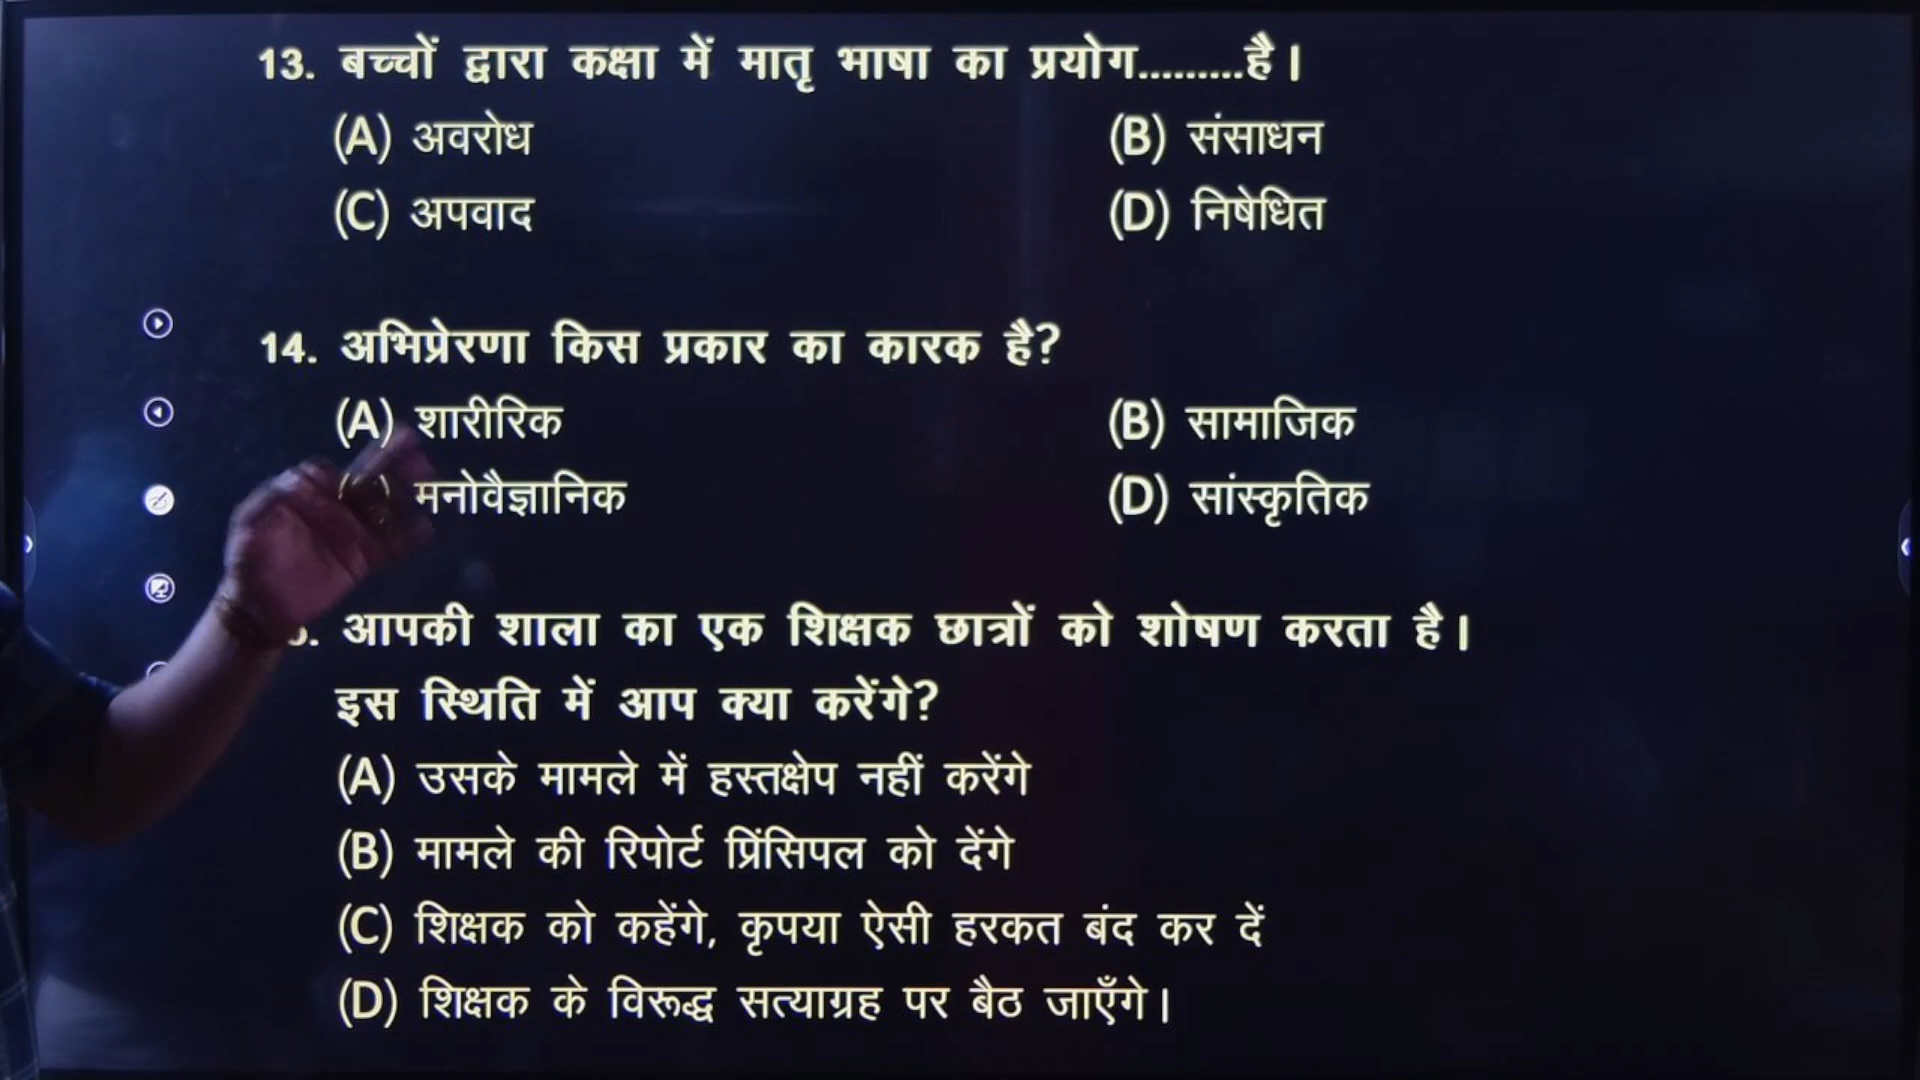 13. बच्चों द्वारा कक्षा में मातृ भाषा का प्रयोग.........है।
(A) अवरोध (B) संसाधन
(C) अपवाद (D) निषेधित
14. अभिप्रेरणा किस प्रकार का कारक है?
(A) शारीरिक (B) सामाजिक
मनोवैज्ञानिक (D) सांस्कृतिक
आपकी शाला का एक शिक्षक छात्रों को शोषण करता है।
इस स्थिति में आप क्या करेंगे?
(A) उसके मामले में हस्तक्षेप नहीं करेंगे
(B) मामले की रिपोर्ट प्रिंसिपल को देंगे
(C) शिक्षक को कहेंगे, कृपया ऐसी हरकत बंद कर दें
(D) शिक्षक के विरूद्ध सत्याग्रह पर बैठ जाएँगे।